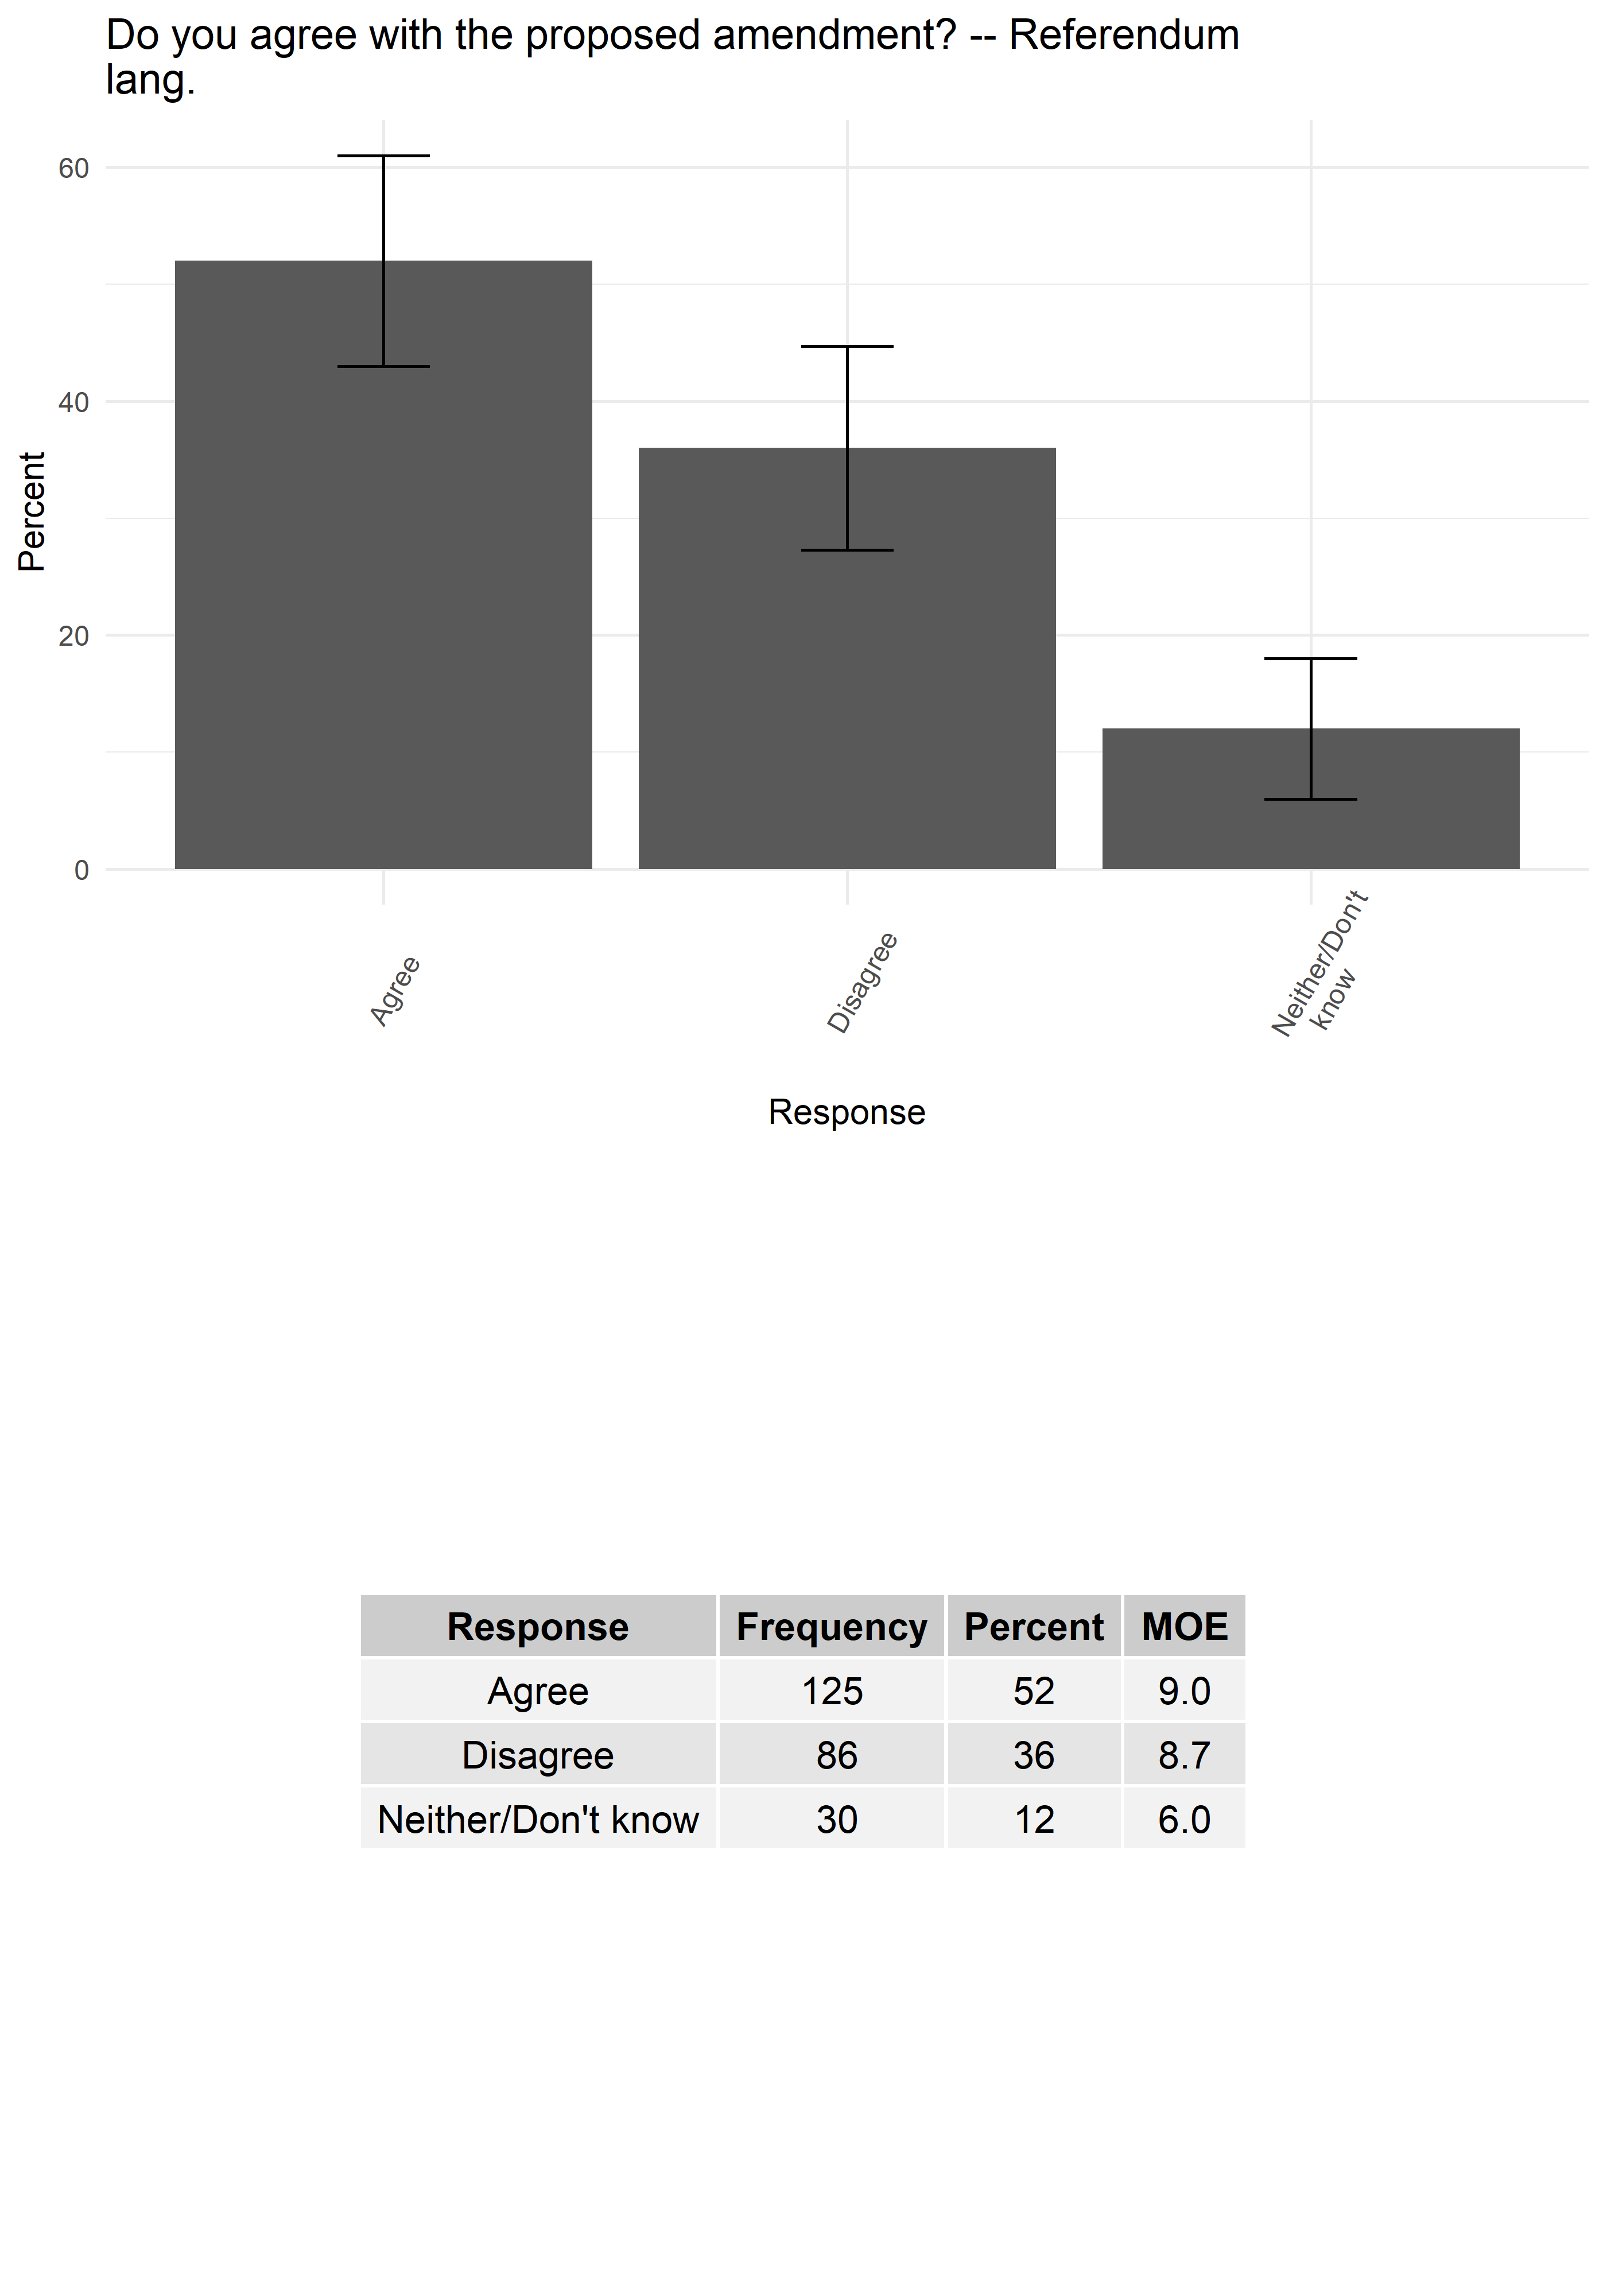 Do you agree with the proposed amendment? -- Referendum
lang.
60
40
20
0
Percent
Agree
Disagree
Neither/Don't
know
Response
Response Frequency Percent MOE
Agree 125 52 9.0
Disagree 86 36 8.7
Neither/Don't know 30 12 6.0